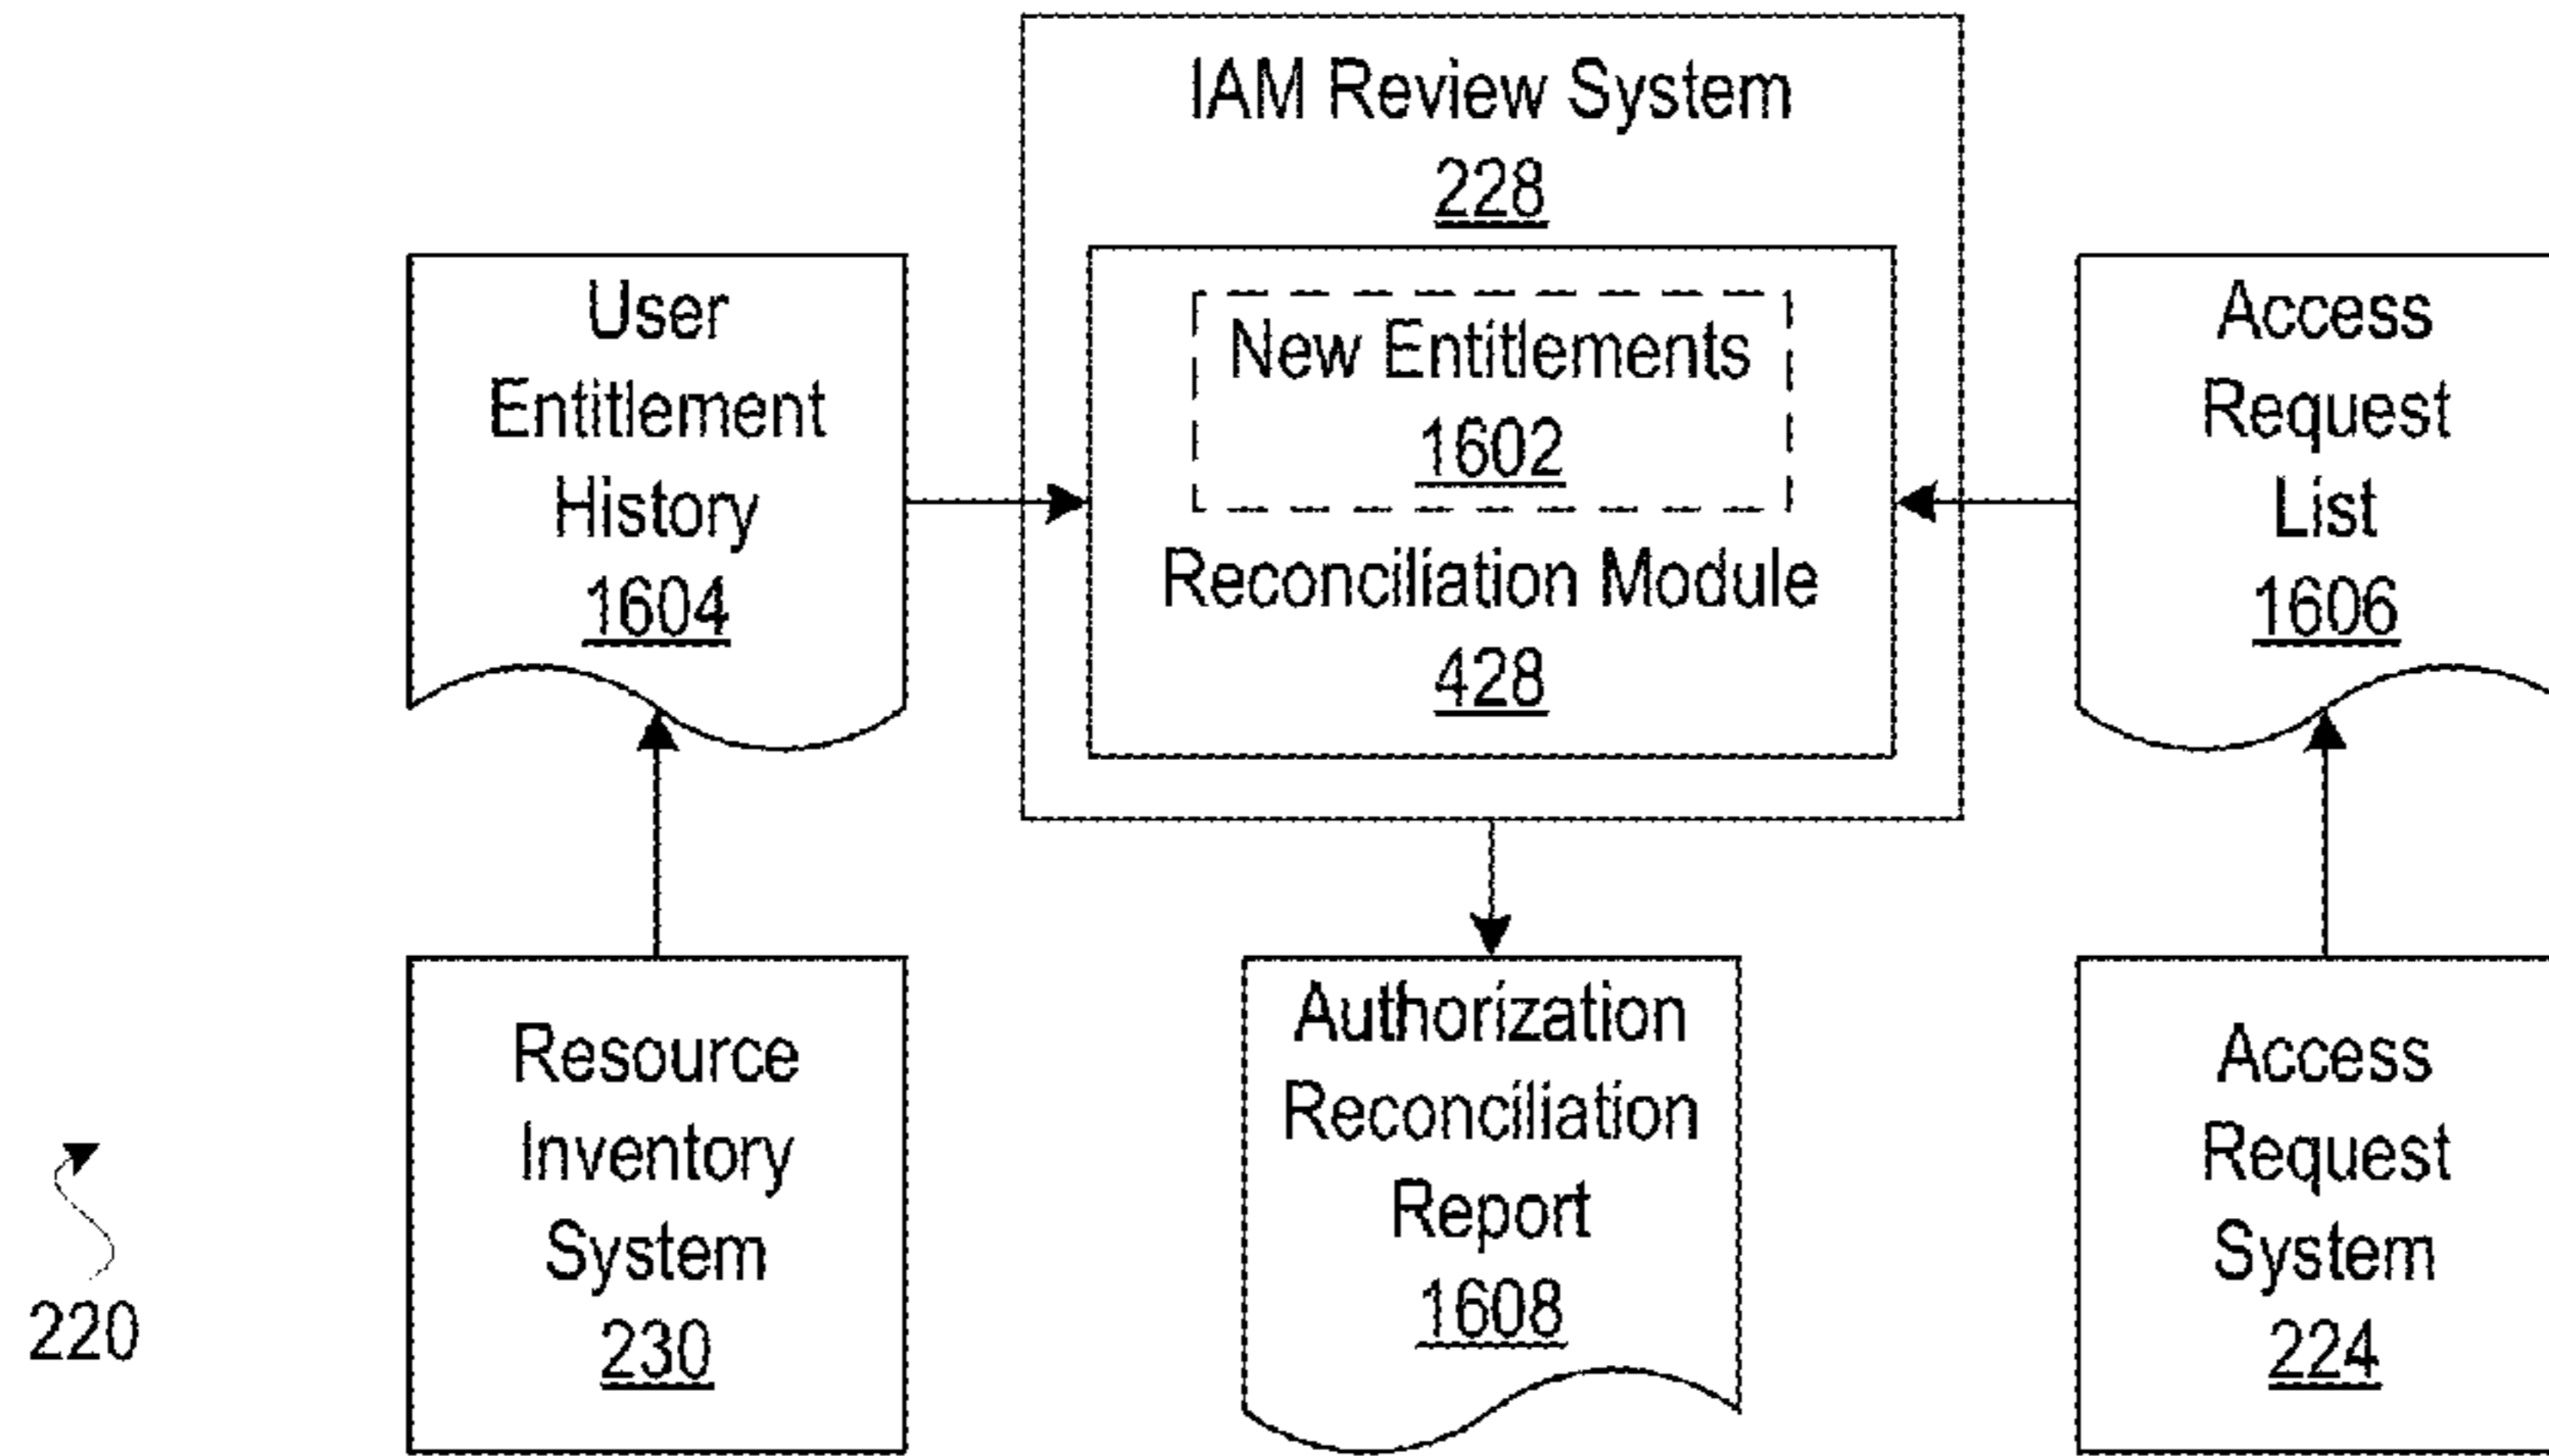 IAM Review System
228
User
Entitlement
History
1604
New Entitlements
1602
Reconciliation Module
428
Access
Request
List
1606
Resource
Inventory
System
230
Authorization
Reconciliation
Report
1608
Access
Request
System
224
220